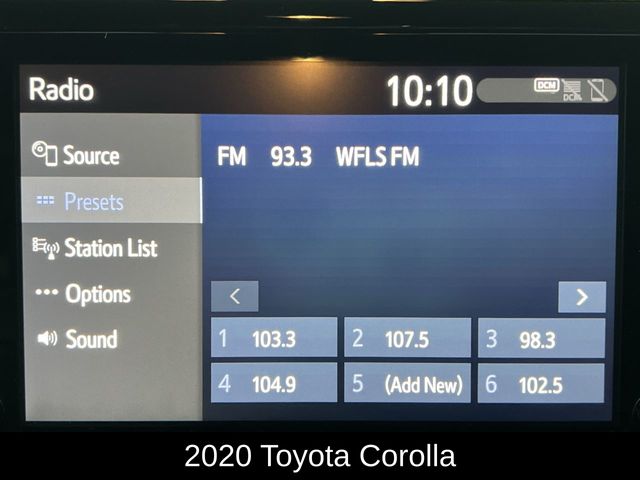 Radio 10:10 DCM DCM
Source
FM 93.3 WFLS FM
Presets
Station List
Options
Sound
< >
1 103.3 2 107.5 3 98.3
4 104.9 5 (Add New) 6 102.5
2020 Toyota Corolla